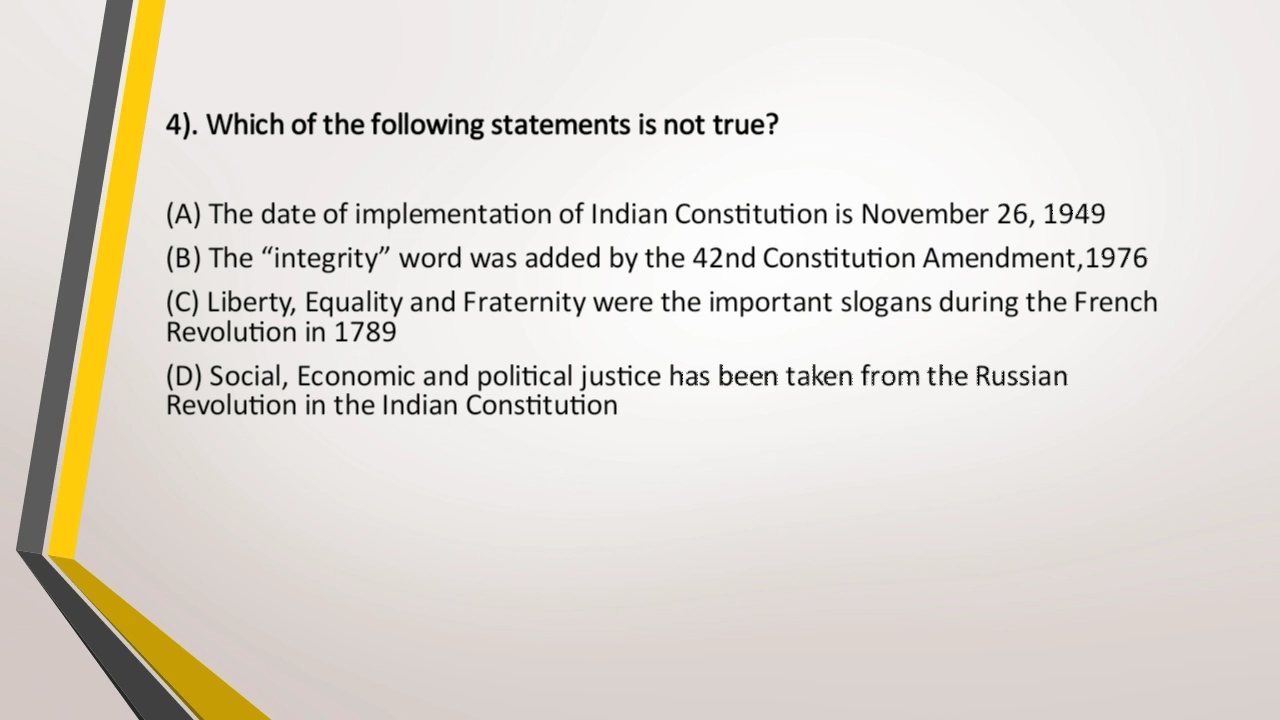 4). Which of the following statements is not true?
(A) The date of implementation of Indian Constitution is November 26, 1949
(B) The “integrity” word was added by the 42nd Constitution Amendment,1976
(C) Liberty, Equality and Fraternity were the important slogans during the French
Revolution in 1789
(D) Social, Economic and political justice has been taken from the Russian
Revolution in the Indian Constitution